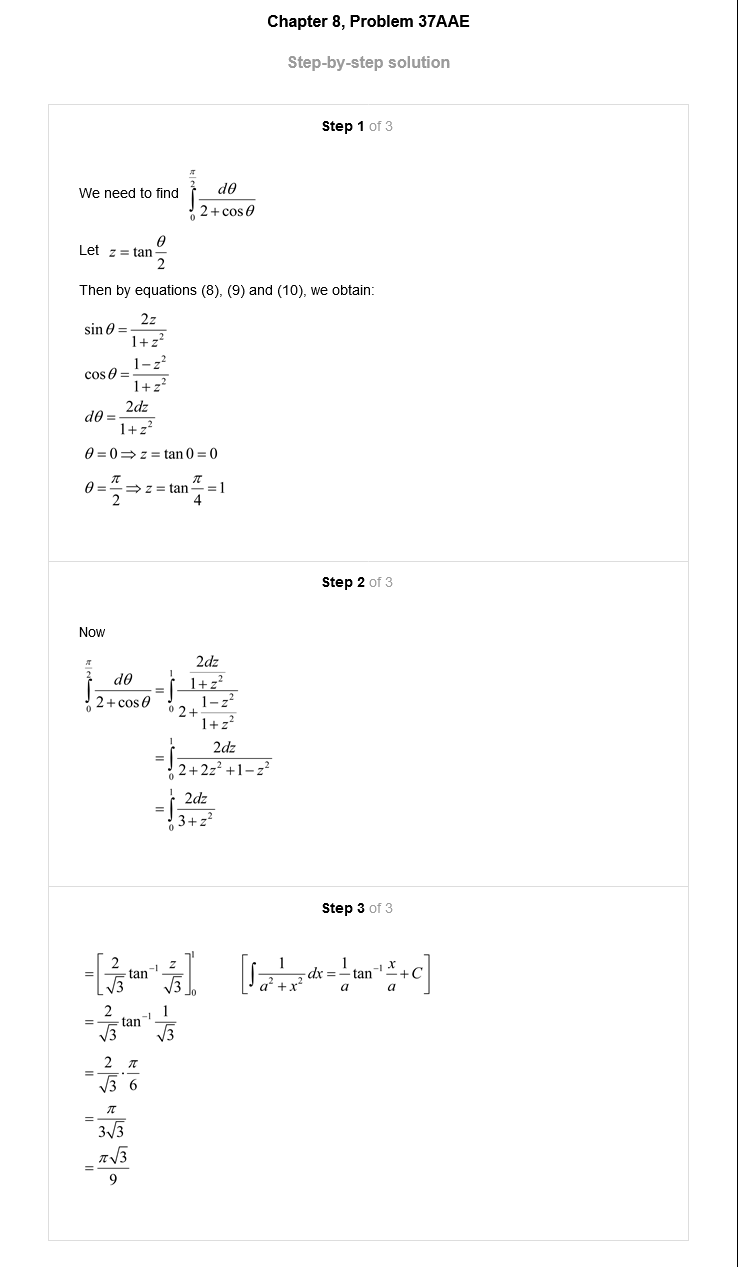 Chapter 8, Problem 37AAE
Step-by-step solution
Step 1 of 3
We need to find $\int_0^{\frac{\pi}{2}} \frac{d\theta}{2+\cos\theta}$
Let $z = \tan\frac{\theta}{2}$
Then by equations (8), (9) and (10), we obtain:
$\sin\theta = \frac{2z}{1+z^2}$
$\cos\theta = \frac{1-z^2}{1+z^2}$
$d\theta = \frac{2dz}{1+z^2}$
$\theta = 0 \Rightarrow z = \tan 0 = 0$
$\theta = \frac{\pi}{2} \Rightarrow z = \tan\frac{\pi}{4} = 1$
Step 2 of 3
Now
$\int_0^{\frac{\pi}{2}} \frac{d\theta}{2+\cos\theta} = \int_0^1 \frac{\frac{2dz}{1+z^2}}{2+\frac{1-z^2}{1+z^2}}$
$= \int_0^1 \frac{2dz}{2+2z^2+1-z^2}$
$= \int_0^1 \frac{2dz}{3+z^2}$
Step 3 of 3
$= \left[\frac{2}{\sqrt{3}}\tan^{-1}\frac{z}{\sqrt{3}}\right]_0^1 \quad \left[\int \frac{1}{a^2+x^2}dx = \frac{1}{a}\tan^{-1}\frac{x}{a}+C\right]$
$= \frac{2}{\sqrt{3}}\tan^{-1}\frac{1}{\sqrt{3}}$
$= \frac{2}{\sqrt{3}} \cdot \frac{\pi}{6}$
$= \frac{\pi}{3\sqrt{3}}$
$= \frac{\pi\sqrt{3}}{9}$